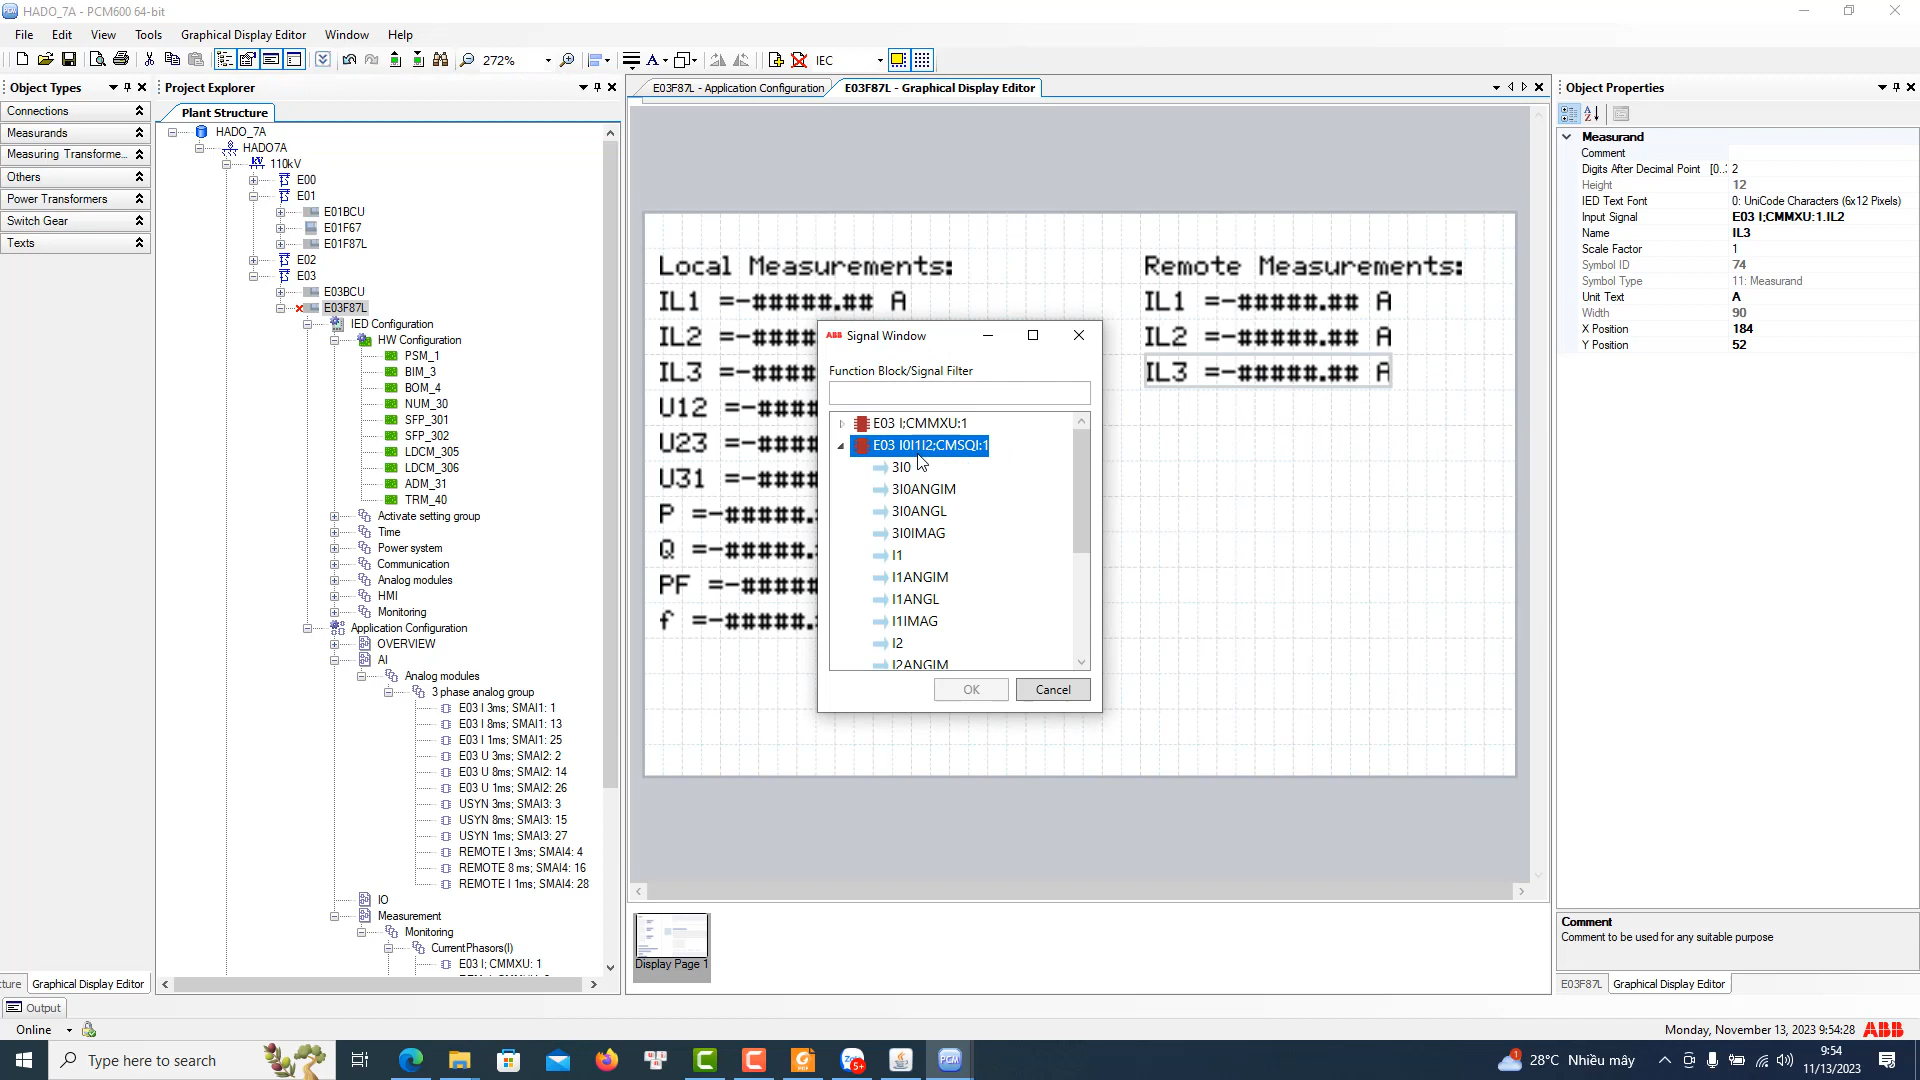 HADO_7A - PCM600 64-bit
File Edit View Tools Graphical Display Editor Window Help
272%
IEC
Object Types
Connections
Measurands
Measuring Transforme...
Others
Power Transformers
Switch Gear
Texts
Project Explorer
Plant Structure
HADO_7A
HADO7A
110kV
E00
E01
E01BCU
E01F67
E01F87L
E02
E03
E03BCU
E03F87L
IED Configuration
HW Configuration
PSM_1
BIM_3
BOM_4
NUM_30
SFP_301
SFP_302
LDCM_305
LDCM_306
ADM_31
TRM_40
Activate setting group
Time
Power system
Communication
Analog modules
HMI
Monitoring
Application Configuration
OVERVIEW
AI
Analog modules
3 phase analog group
E03 I 3ms; SMAI1: 1
E03 I 8ms; SMAI1: 13
E03 I 1ms; SMAI1: 25
E03 U 3ms; SMAI2: 2
E03 U 8ms; SMAI2: 14
E03 U 1ms; SMAI2: 26
USYN 3ms; SMAI3: 3
USYN 8ms; SMAI3: 15
USYN 1ms; SMAI3: 27
REMOTE I 3ms; SMAI4: 4
REMOTE 8 ms; SMAI4: 16
REMOTE I 1ms; SMAI4: 28
IO
Measurement
Monitoring
CurrentPhasors(I)
E03 I; CMMXU: 1
cture Graphical Display Editor
E03F87L - Application Configuration E03F87L - Graphical Display Editor
Local Measurements:
IL1 =-#####.## A
IL2 =-####
IL3 =-####
U12 =-####
U23 =-####
U31 =-####
P =-#####.
Q =-#####.
PF =-#####
f =-#####.
Remote Measurements:
IL1 =-#####.## A
IL2 =-#####.## A
IL3 =-#####.## A
ABB Signal Window
Function Block/Signal Filter
E03 I;CMMXU:1
E03 I0I1I2;CMSQI:1
3I0
3I0ANGIM
3I0ANGL
3I0IMAG
I1
I1ANGIM
I1ANGL
I1IMAG
I2
I2ANGIM
OK Cancel
Display Page 1
Object Properties
Measurand
Comment
Digits After Decimal Point [0..: 2
Height 12
IED Text Font 0: UniCode Characters (6x12 Pixels)
Input Signal E03 I;CMMXU:1.IL2
Name IL3
Scale Factor 1
Symbol ID 74
Symbol Type 11: Measurand
Unit Text A
Width 90
X Position 184
Y Position 52
Comment
Comment to be used for any suitable purpose
E03F87L Graphical Display Editor
Output
Online
Monday, November 13, 2023 9:54:28 ABB
Type here to search
5+
PCM
1
28°C Nhiều mây
9:54
11/13/2023